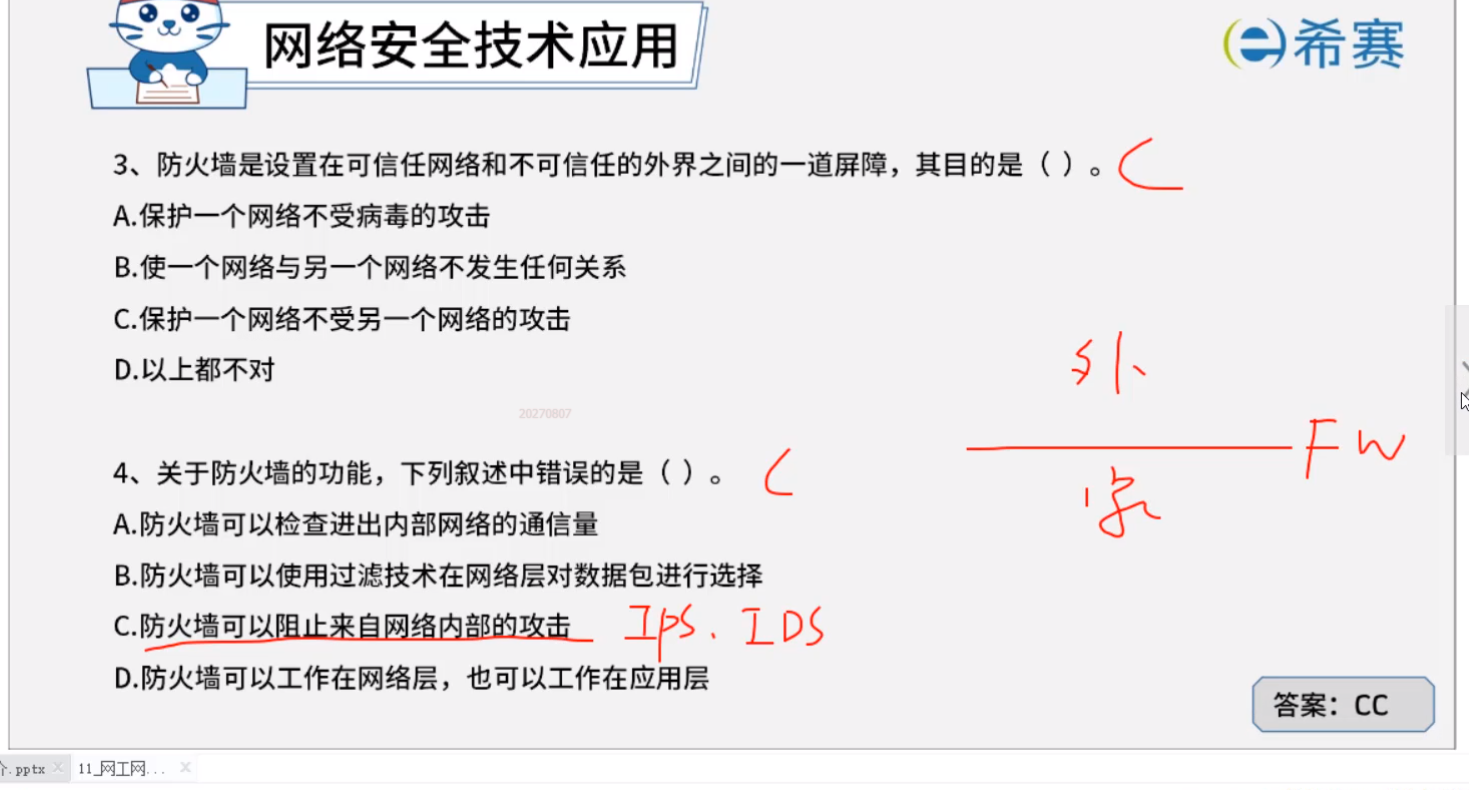 网络安全技术应用
希赛
3、防火墙是设置在可信任网络和不可信任的外界之间的一道屏障，其目的是（ ）。 C
A.保护一个网络不受病毒的攻击
B.使一个网络与另一个网络不发生任何关系
C.保护一个网络不受另一个网络的攻击
D.以上都不对
外
20270807
FW
4、关于防火墙的功能，下列叙述中错误的是（ ）。 C
A.防火墙可以检查进出内部网络的通信量
B.防火墙可以使用过滤技术在网络层对数据包进行选择
C.防火墙可以阻止来自网络内部的攻击 IPS. IDS
D.防火墙可以工作在网络层，也可以工作在应用层
答案：CC
个.pptx
11_网工网...